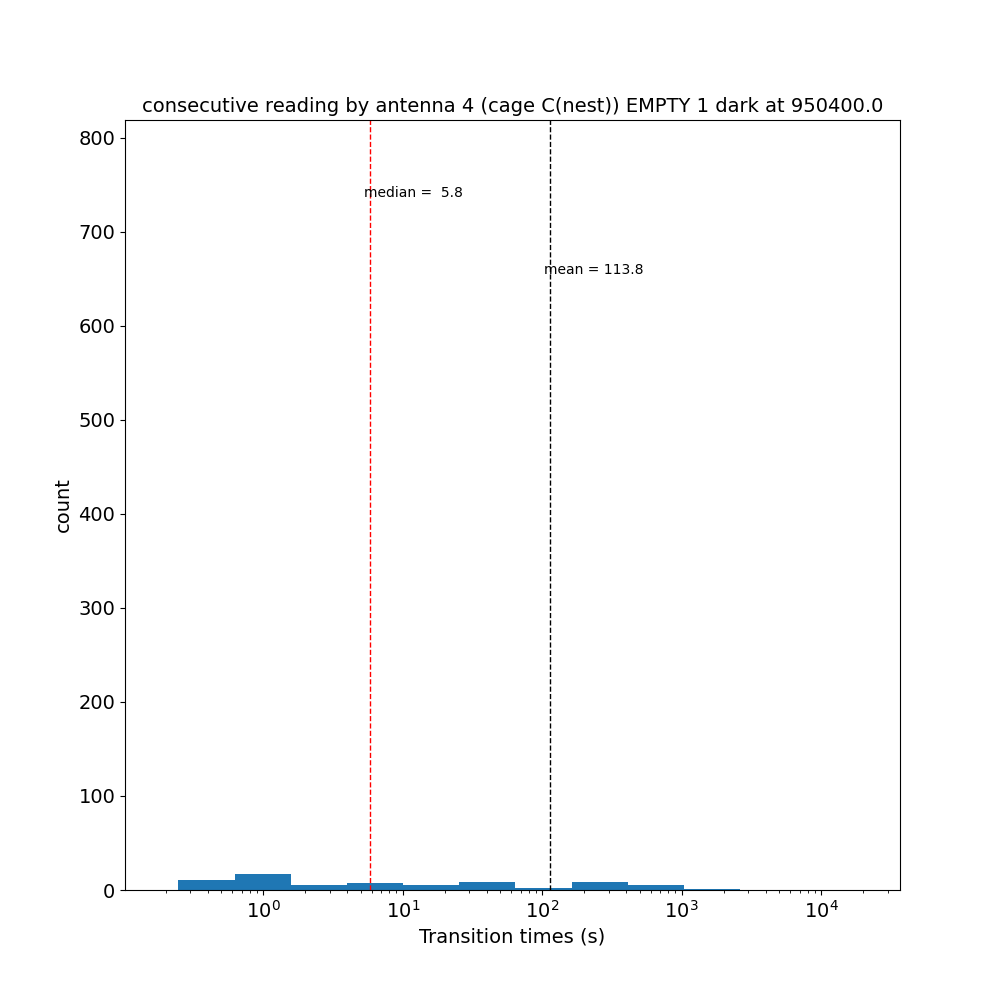 consecutive reading by antenna 4 (cage C(nest)) EMPTY 1 dark at 950400.0
800
median =  5.8
700
mean = 113.8
600
500
count
400
300
200
100
0
10⁰
10¹
10²
10³
10⁴
Transition times (s)